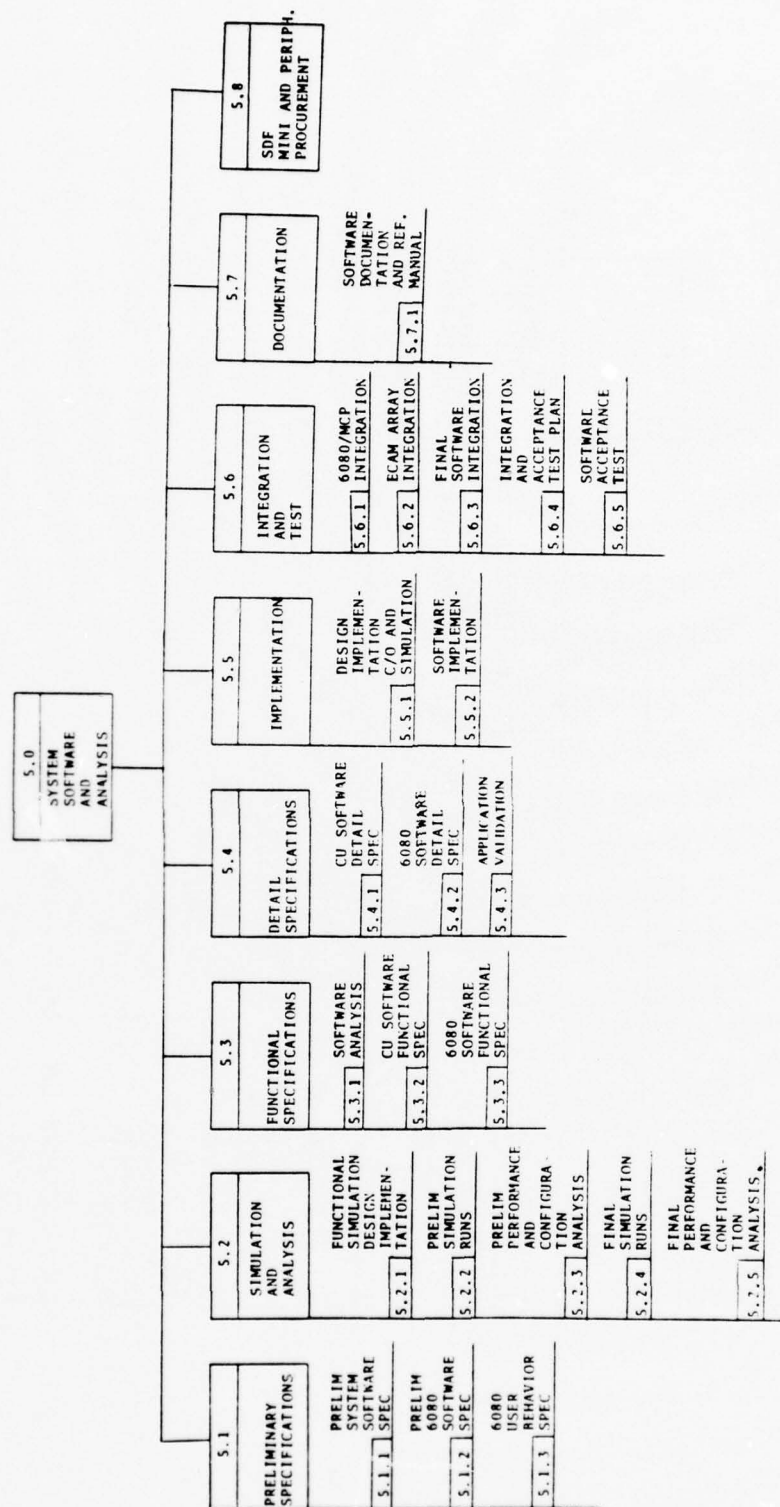 5.0
SYSTEM
SOFTWARE
AND
ANALYSIS
5.1
PRELIMINARY
SPECIFICATIONS
5.1.1
PRELIM
SYSTEM
SOFTWARE
SPEC
5.1.2
PRELIM
6080
SOFTWARE
SPEC
5.1.3
6080
USER
BEHAVIOR
SPEC
5.2
SIMULATION
AND
ANALYSIS
5.2.1
FUNCTIONAL
SIMULATION
DESIGN
IMPLEMEN-
TATION
5.2.2
PRELIM
SIMULATION
RUNS
5.2.3
PRELIM
PERFORMANCE
AND
CONFIGURA-
TION
ANALYSIS
5.2.4
FINAL
SIMULATION
RUNS
5.2.5
FINAL
PERFORMANCE
AND
CONFIGURA-
TION
ANALYSIS.
5.3
FUNCTIONAL
SPECIFICATIONS
5.3.1
SOFTWARE
ANALYSIS
5.3.2
CU SOFTWARE
FUNCTIONAL
SPEC
5.3.3
6080
SOFTWARE
FUNCTIONAL
SPEC
5.4
DETAIL
SPECIFICATIONS
5.4.1
CU SOFTWARE
DETAIL
SPEC
5.4.2
6080
SOFTWARE
DETAIL
SPEC
5.4.3
APPLICATION
VALIDATION
5.5
IMPLEMENTATION
5.5.1
DESIGN
IMPLEMEN-
TATION
C/O AND
SIMULATION
5.5.2
SOFTWARE
IMPLEMEN-
TATION
5.6
INTEGRATION
AND
TEST
5.6.1
6080/MCP
INTEGRATION
5.6.2
ECAM ARRAY
INTEGRATION
5.6.3
FINAL
SOFTWARE
INTEGRATION
5.6.4
INTEGRATION
AND
ACCEPTANCE
TEST PLAN
5.6.5
SOFTWARE
ACCEPTANCE
TEST
5.7
DOCUMENTATION
5.7.1
SOFTWARE
DOCUMEN-
TATION
AND REF.
MANUAL
5.8
SDF
MINI AND PERIPH.
PROCUREMENT